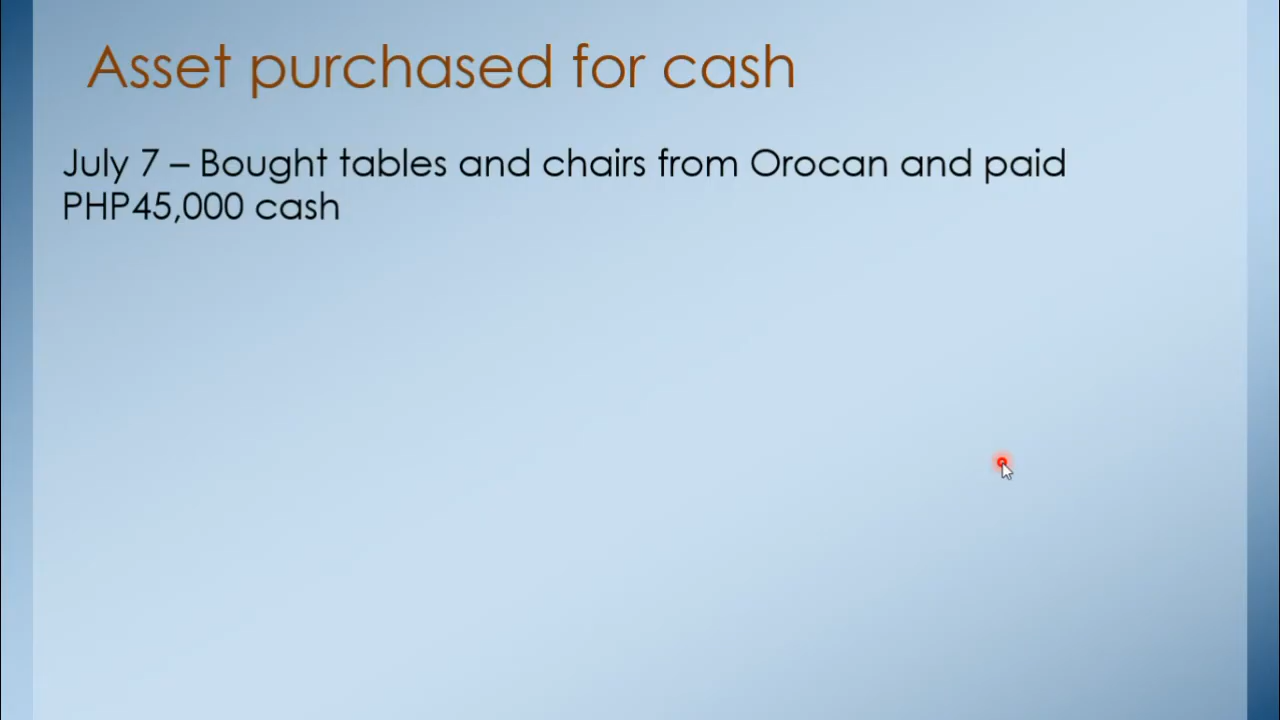 Asset purchased for cash
July 7 – Bought tables and chairs from Orocan and paid
PHP45,000 cash